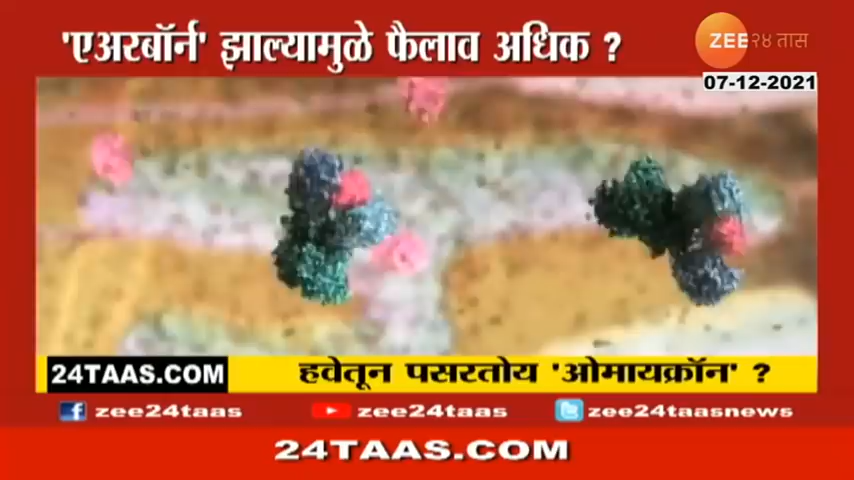 'एअरबॉर्न' झाल्यामुळे फैलाव अधिक ?
ZEE २४ तास
07-12-2021
24TAAS.COM
हवेतून पसरतोय 'ओमायक्रॉन' ?
zee24taas
zee24taas
zee24taasnews
24TAAS.COM